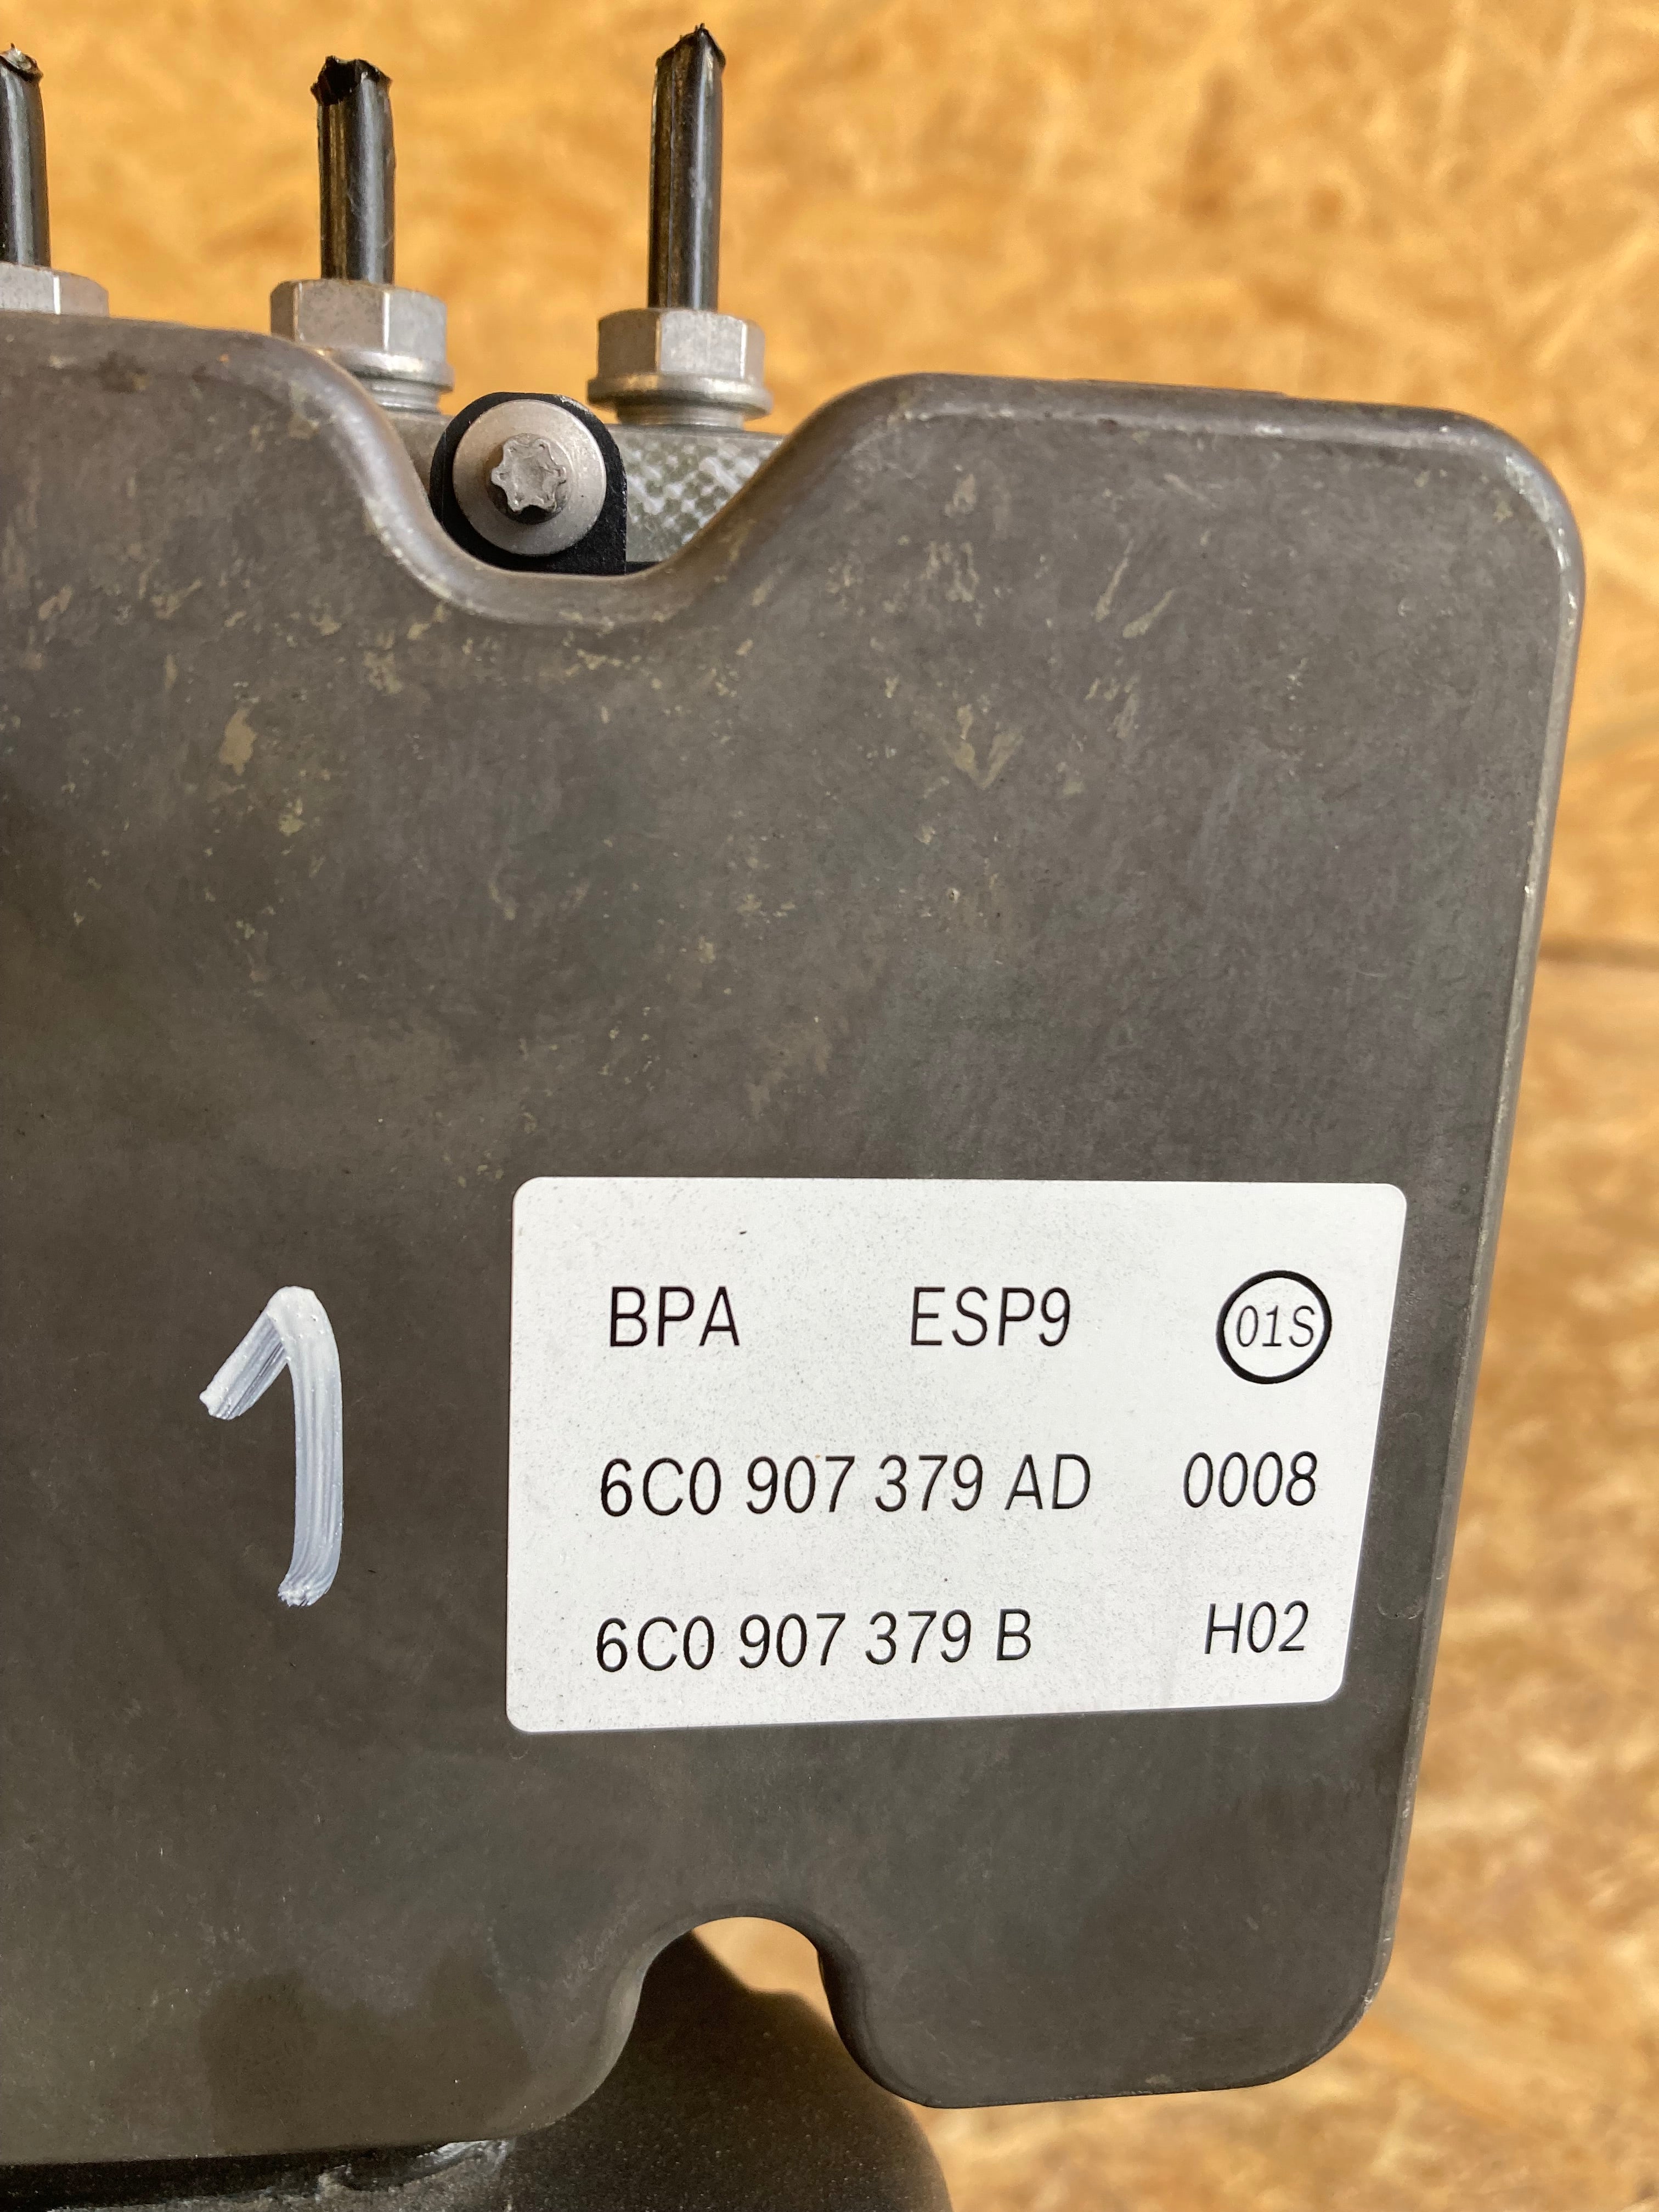 1
BPA ESP9 01S
6C0 907 379 AD 0008
6C0 907 379 B H02